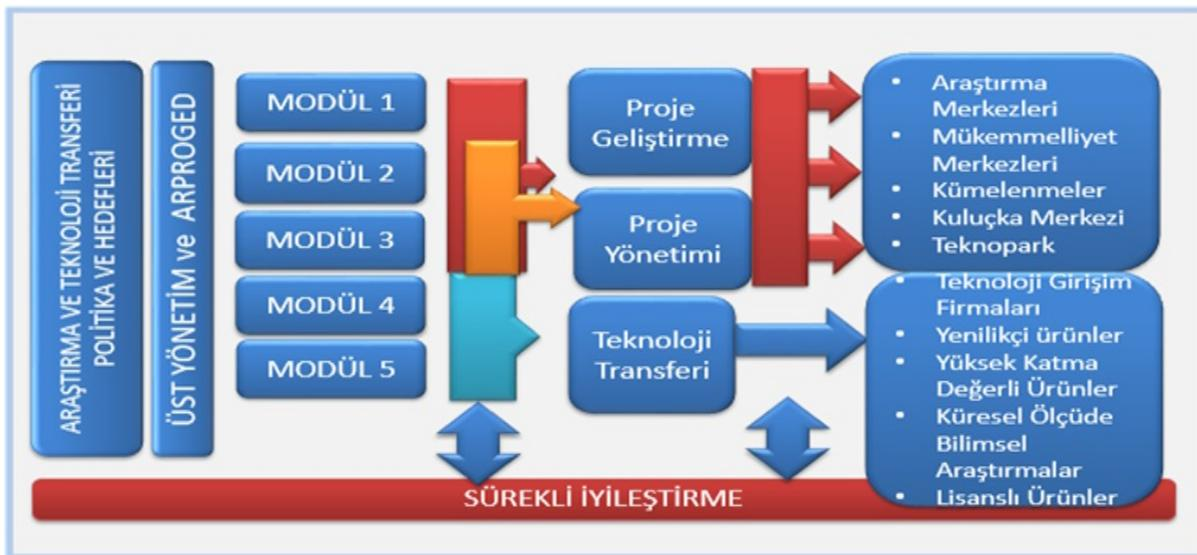 ARAŞTIRMA VE TEKNOLOJİ TRANSFERİ
POLİTIKA VE HEDEFLERİ
ÜST YÖNETİM ve ARPROGED
MODÜL 1
MODÜL 2
MODÜL 3
MODÜL 4
MODÜL 5
Proje
Geliştirme
Proje
Yönetimi
Teknoloji
Transferi
• Araştırma
Merkezleri
• Mükemmelliyet
Merkezleri
• Kümelenmeler
• Kuluçka Merkezi
• Teknopark
• Teknoloji Girişim
Firmaları
• Yenilikçi ürünler
• Yüksek Katma
Değerli Ürünler
• Küresel Ölçüde
Bilimsel
Araştırmalar
• Lisanslı Ürünler
SÜREKLİ İYİLEŞTİRME